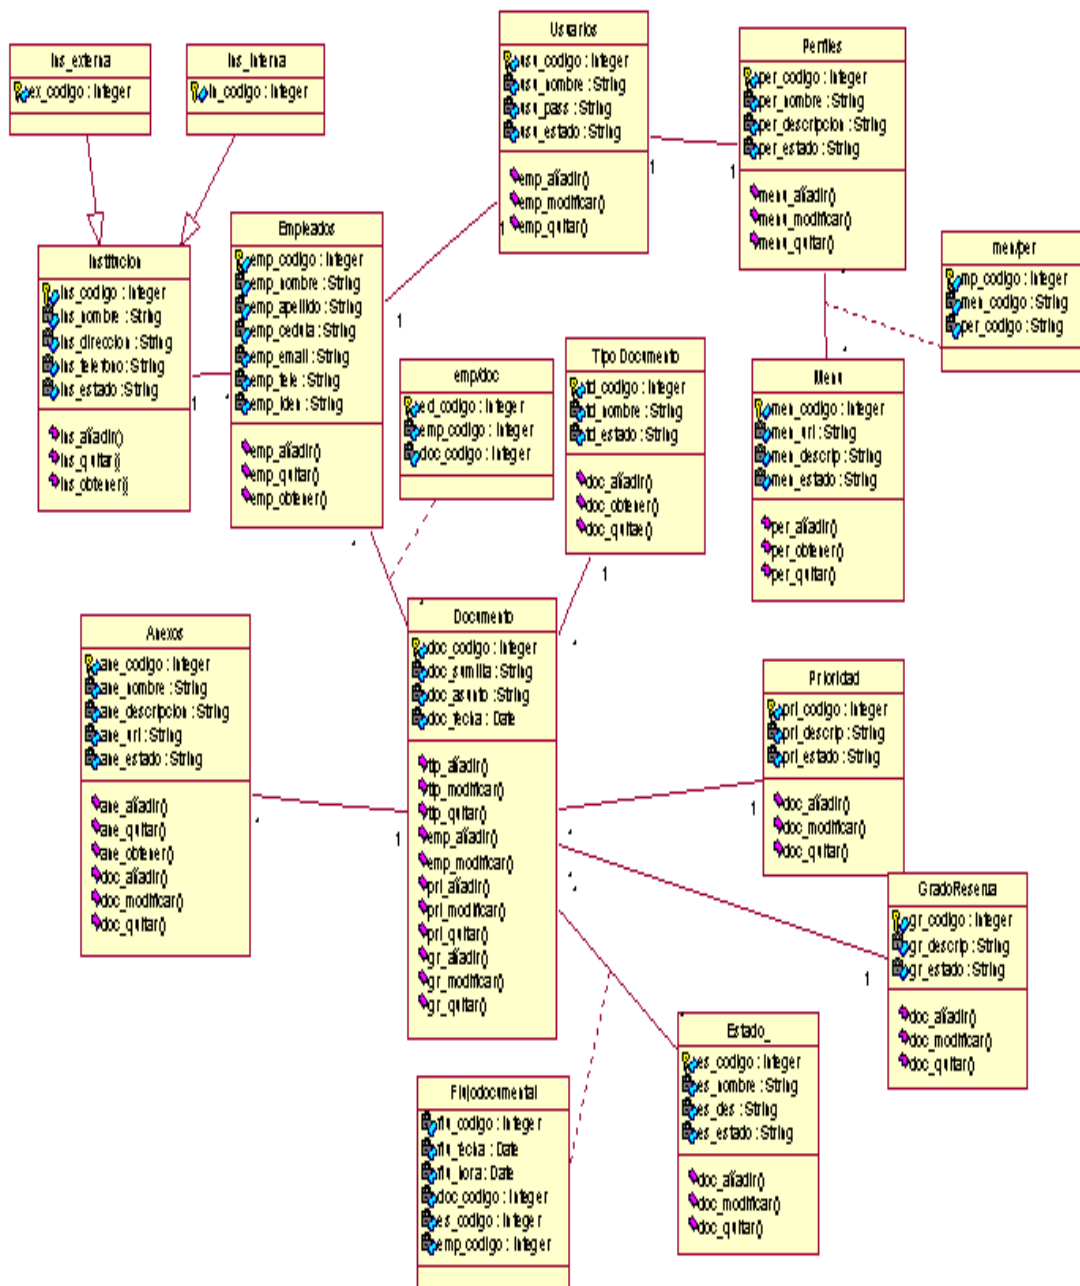 Ins_externa
ex_codigo : Integer
Ins_Interna
In_codigo : Integer
Usuarios
usu_codigo : Integer
usu_nombre : String
usu_pass : String
usu_estado : String
emp_añadir()
emp_modificar()
emp_quitar()
Perfiles
per_codigo : Integer
per_nombre : String
per_descripcion : String
per_estado : String
menu_añadir()
menu_modificar()
menu_quitar()
1
1
1
1
Institucion
Ins_codigo : Integer
Ins_nombre : String
Ins_direccion : String
Ins_telefono : String
Ins_estado : String
Ins_añadir()
Ins_quitar()
Ins_obtener()
1
*
Empleados
emp_codigo : Integer
emp_nombre : String
emp_apellido : String
emp_cedula : String
emp_email : String
emp_tele : String
emp_iden : String
emp_añadir()
emp_quitar()
emp_obtener()
men/per
mp_codigo : Integer
men_codigo : String
per_codigo : String
*
*
Menu
men_codigo : Integer
men_url : String
men_descrip : String
men_estado : String
per_añadir()
per_obtener()
per_quitar()
emp/doc
ed_codigo : Integer
emp_codigo : Integer
doc_codigo : Integer
Tipo Documento
td_codigo : Integer
td_nombre : String
td_estado : String
doc_añadir()
doc_obtener()
doc_quitae()
*
*
1
*
Anexos
ane_codigo : Integer
ane_nombre : String
ane_descripcion : String
ane_url : String
ane_estado : String
ane_añadir()
ane_quitar()
ane_obtener()
doc_añadir()
doc_modificar()
doc_quitar()
*
1
Documento
doc_codigo : Integer
doc_sumilla : String
doc_asunto : String
doc_fecha : Date
tip_añadir()
tip_modificar()
tip_quitar()
emp_añadir()
emp_modificar()
pri_añadir()
pri_modificar()
pri_quitar()
gr_añadir()
gr_modificar()
gr_quitar()
Prioridad
pri_codigo : Integer
pri_descrip : String
pri_estado : String
doc_añadir()
doc_modificar()
doc_quitar()
1
*
*
*
GradoReserva
gr_codigo : Integer
gr_descrip : String
gr_estado : String
doc_añadir()
doc_modificar()
doc_quitar()
1
*
Estado_
es_codigo : Integer
es_nombre : String
es_des : String
es_estado : String
doc_añadir()
doc_modificar()
doc_quitar()
Flujodocumental
flu_codigo : Integer
flu_fecha : Date
flu_hora : Date
doc_codigo : Integer
es_codigo : Integer
emp_codigo : Integer